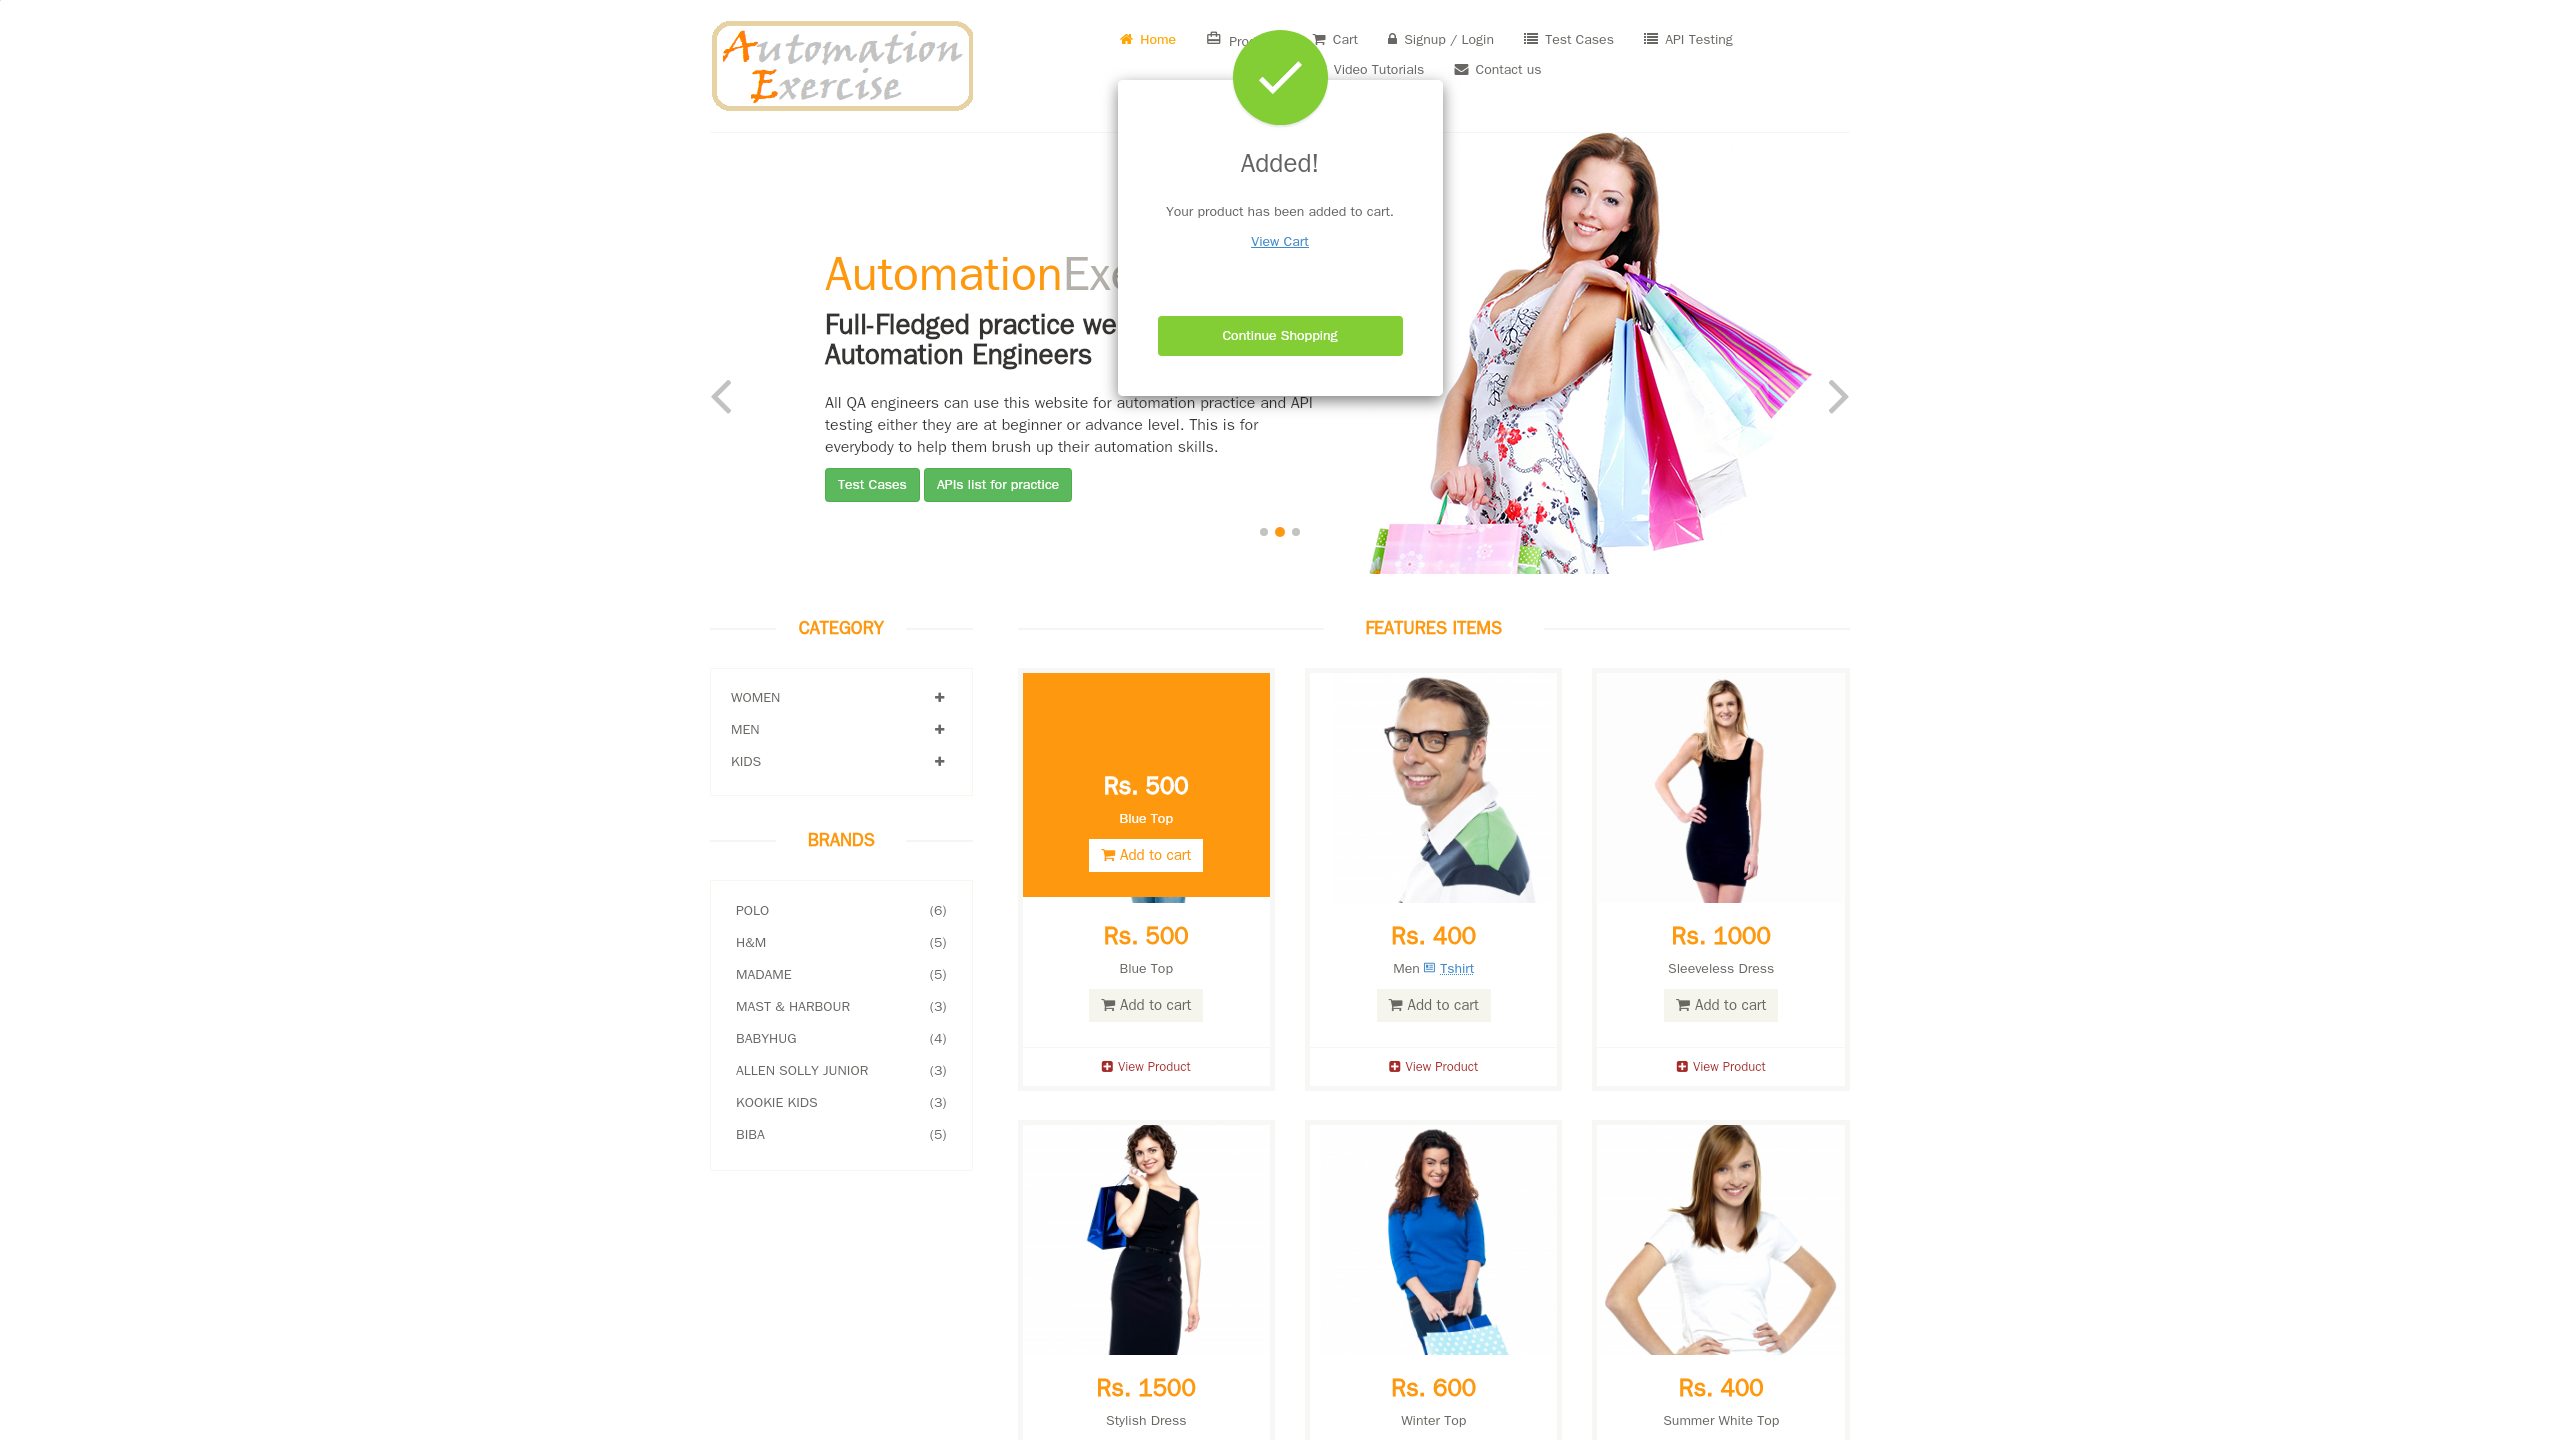 Automation
Exercise
Home
Cart
Signup / Login
Test Cases
API Testing
Video Tutorials
Contact us
Added!
Your product has been added to cart.
View Cart
Continue Shopping
Automation
Full-Fledged practice
Automation Engineers
All QA engineers can use this website for automation practice and API
testing either they are at beginner or advance level. This is for
everybody to help them brush up their automation skills.
Test Cases
APIs list for practice
CATEGORY
WOMEN
MEN
KIDS
BRANDS
POLO (6)
H&M (5)
MADAME (5)
MAST & HARBOUR (3)
BABYHUG (4)
ALLEN SOLLY JUNIOR (3)
KOOKIE KIDS (3)
BIBA (5)
FEATURES ITEMS
Rs. 500
Blue Top
Add to cart
Rs. 500
Blue Top
Add to cart
View Product
Rs. 400
Men Tshirt
Add to cart
View Product
Rs. 1000
Sleeveless Dress
Add to cart
View Product
Rs. 1500
Stylish Dress
Rs. 600
Winter Top
Rs. 400
Summer White Top